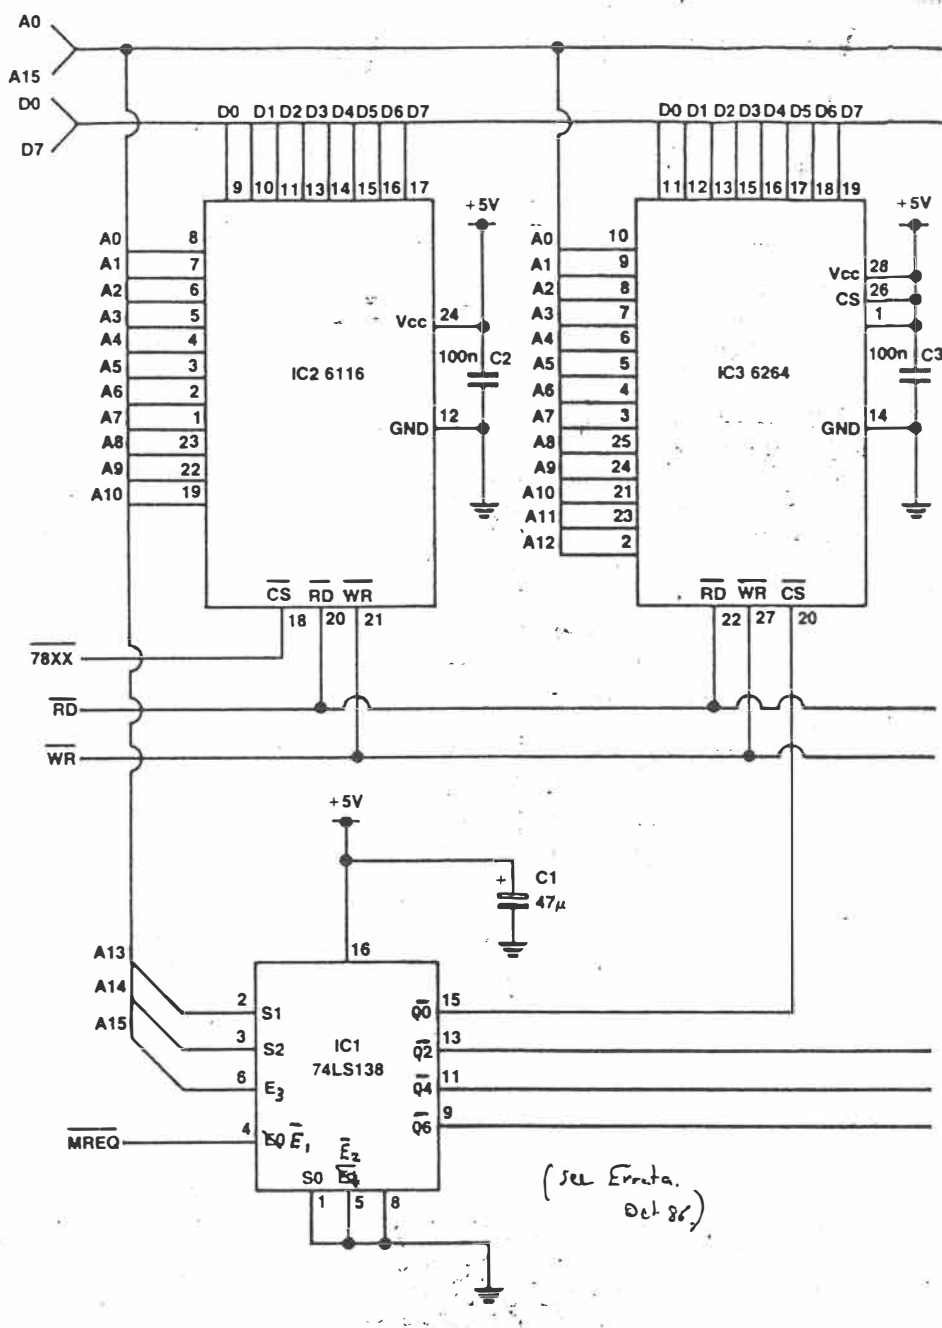 A0
A15
D0
D7
D0 D1 D2 D3 D4 D5 D6 D7
9 10 11 13 14 15 16 17
D0 D1 D2 D3 D4 D5 D6 D7
11 12 13 15 16 17 18 19
A0 8
A1 7
A2 6
A3 5
A4 4
A5 3
A6 2
A7 1
A8 23
A9 22
A10 19
IC2 6116
+5V
Vcc 24
100n C2
GND 12
CS RD WR
18 20 21
A0 10
A1 9
A2 8
A3 7
A4 6
A5 5
A6 4
A7 3
A8 25
A9 24
A10 21
A11 23
A12 2
IC3 6264
+5V
Vcc 28
CS 26
1
100n C3
GND 14
RD WR CS
22 27 20
78XX
RD
WR
+5V
+ C1
47μ
16
A13
A14
A15
2 S1
3 S2
6 E3
MREQ 4 E0 E1
IC1
74LS138
Q0 15
Q2 13
Q4 11
Q6 9
E2
S0
1 5 8
(see Errata.
Oct 86.)